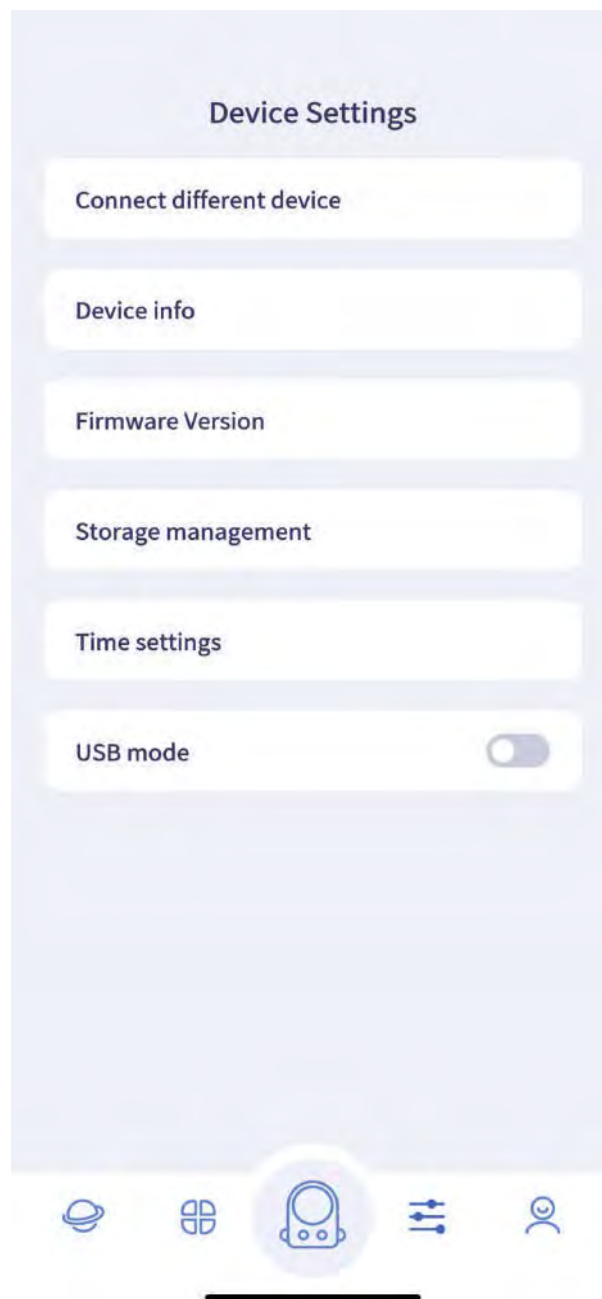 Device Settings
Connect different device
Device info
Firmware Version
Storage management
Time settings
USB mode